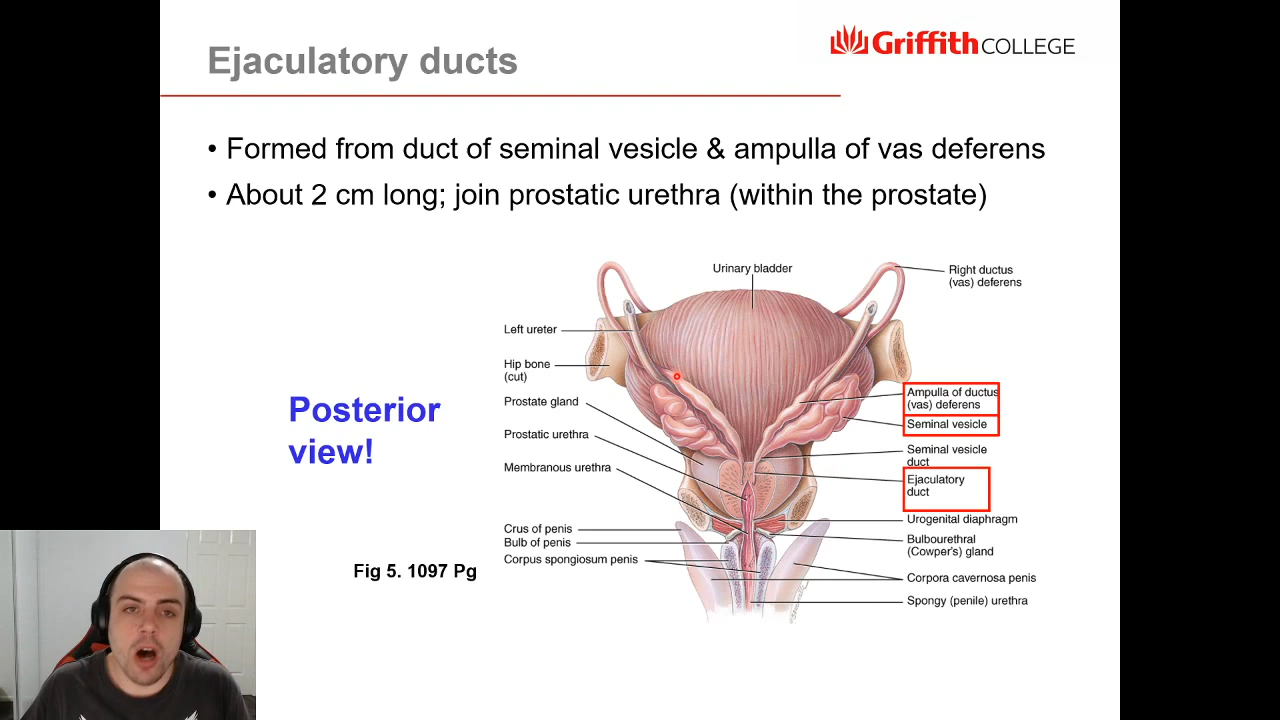 Ejaculatory ducts
Griffith COLLEGE
• Formed from duct of seminal vesicle & ampulla of vas deferens
• About 2 cm long; join prostatic urethra (within the prostate)
Posterior
view!
Urinary bladder
Left ureter
Hip bone
(cut)
Prostate gland
Prostatic urethra
Membranous urethra
Crus of penis
Bulb of penis
Corpus spongiosum penis
Right ductus
(vas) deferens
Ampulla of ductus
(vas) deferens
Seminal vesicle
Seminal vesicle
duct
Ejaculatory
duct
Urogenital diaphragm
Bulbourethral
(Cowper's) gland
Corpora cavernosa penis
Spongy (penile) urethra
Fig 5. 1097 Pg